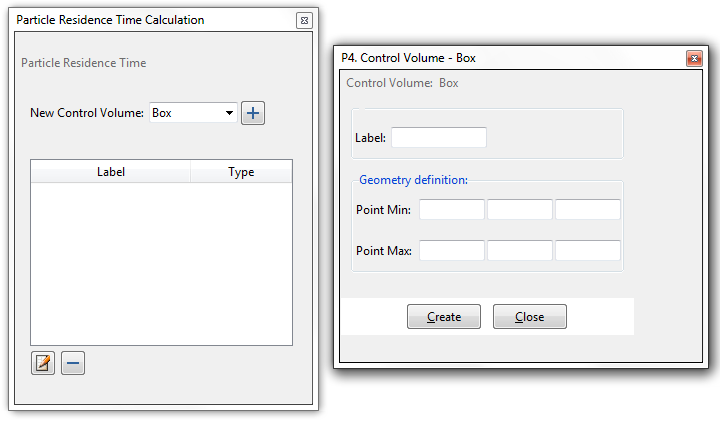 Particle Residence Time Calculation
Particle Residence Time
New Control Volume: Box
Label Type
P4. Control Volume - Box
Control Volume: Box
Label:
Geometry definition:
Point Min:
Point Max:
Create Close